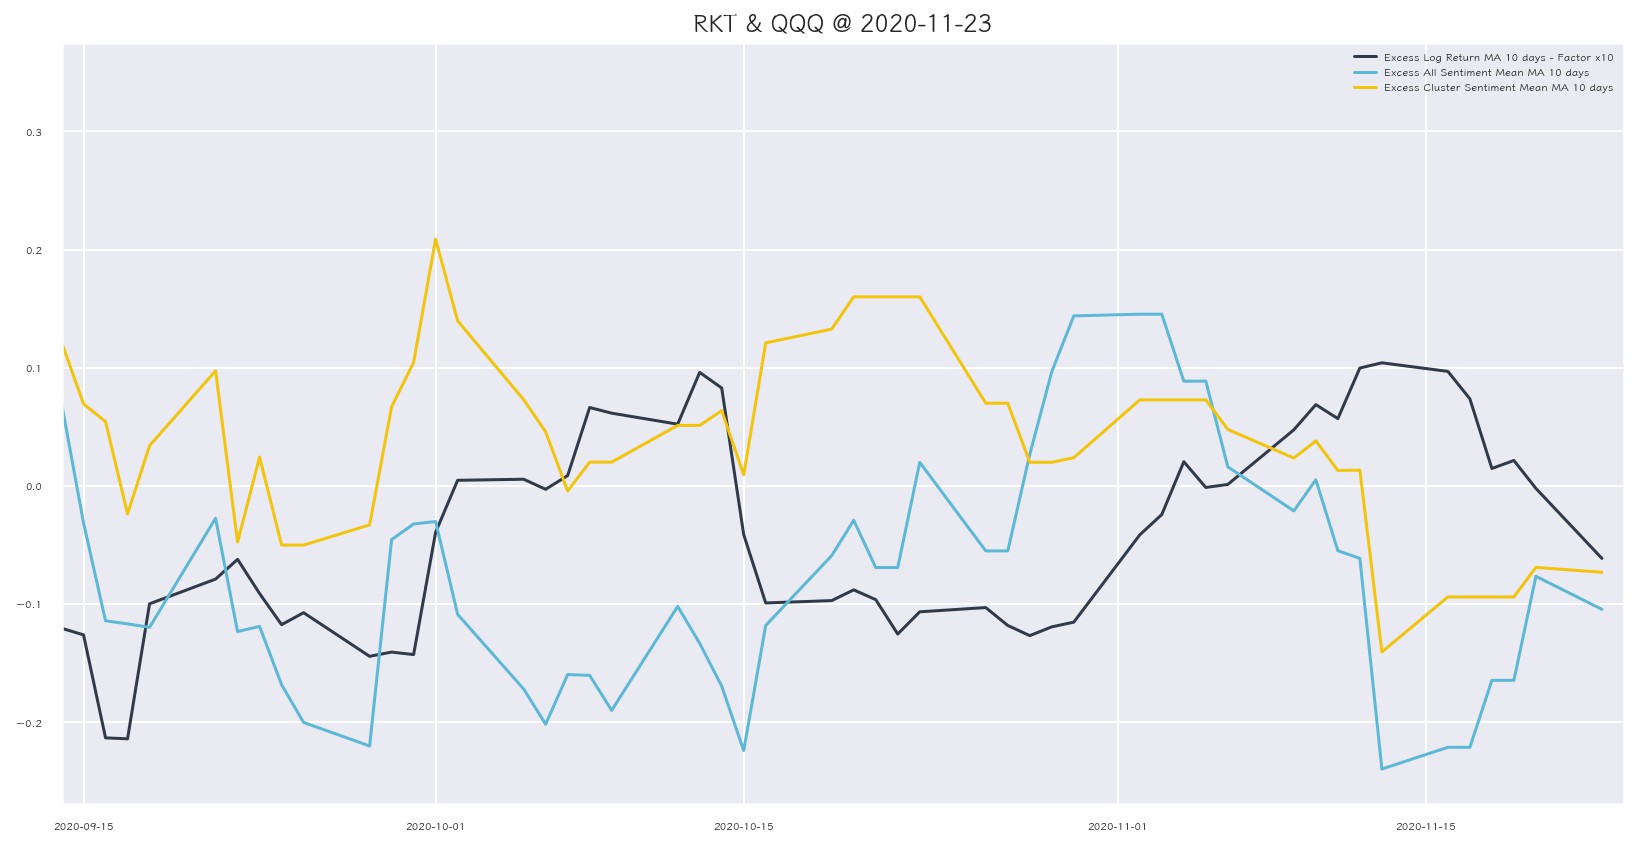 RKT & QQQ @ 2020-11-23
Excess Log Return MA 10 days - Factor x10
Excess All Sentiment Mean MA 10 days
Excess Cluster Sentiment Mean MA 10 days
0.3
0.2
0.1
0.0
−0.1
−0.2
2020-09-15 2020-10-01 2020-10-15 2020-11-01 2020-11-15